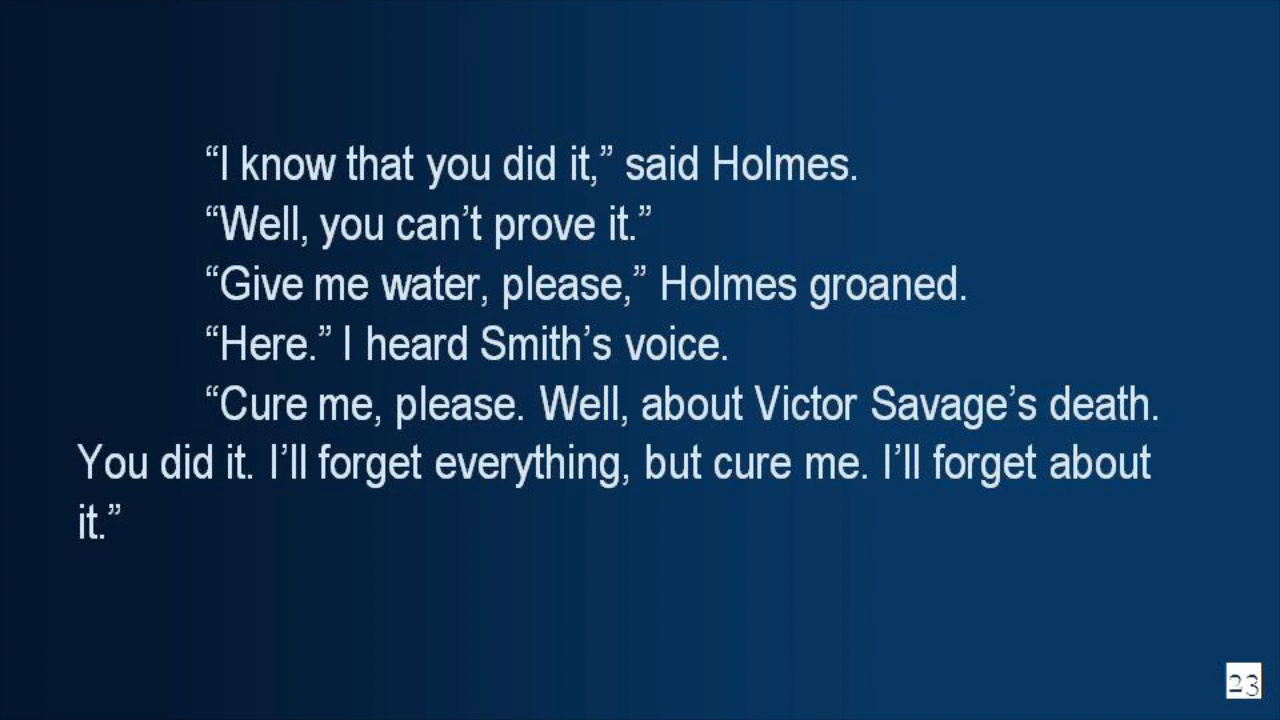 “I know that you did it,” said Holmes.
“Well, you can’t prove it.”
“Give me water, please,” Holmes groaned.
“Here.” I heard Smith’s voice.
“Cure me, please. Well, about Victor Savage’s death.
You did it. I’ll forget everything, but cure me. I’ll forget about
it.”
23